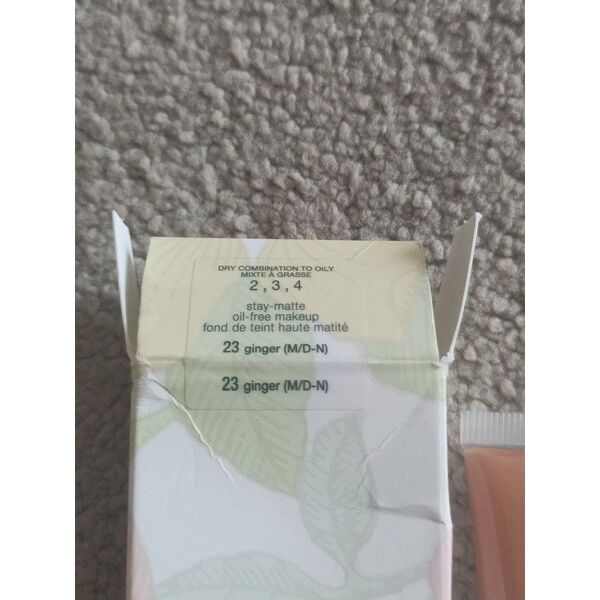 DRY COMBINATION TO OILY
MIXTE À GRASSE
2 , 3 , 4
stay-matte
oil-free makeup
fond de teint haute matité
23 ginger (M/D-N)
23 ginger (M/D-N)